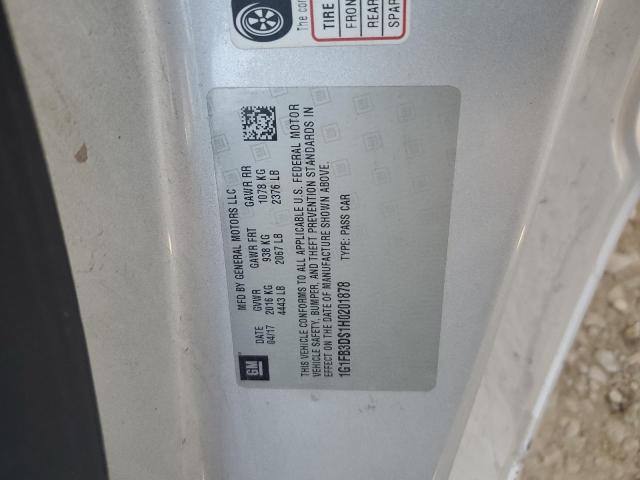 The cor
TIRE
FRON
REAR
SPAR
MFD BY GENERAL MOTORS LLC
DATE GVWR GAWR FRT GAWR RR
04/17 2016 KG 938 KG 1078 KG
4443 LB 2067 LB 2376 LB
THIS VEHICLE CONFORMS TO ALL APPLICABLE U.S. FEDERAL MOTOR
VEHICLE SAFETY, BUMPER, AND THEFT PREVENTION STANDARDS IN
EFFECT ON DATE OF MANUFACTURE SHOWN ABOVE.
1G1FB3DS1H0201878 TYPE: PASS CAR
GM